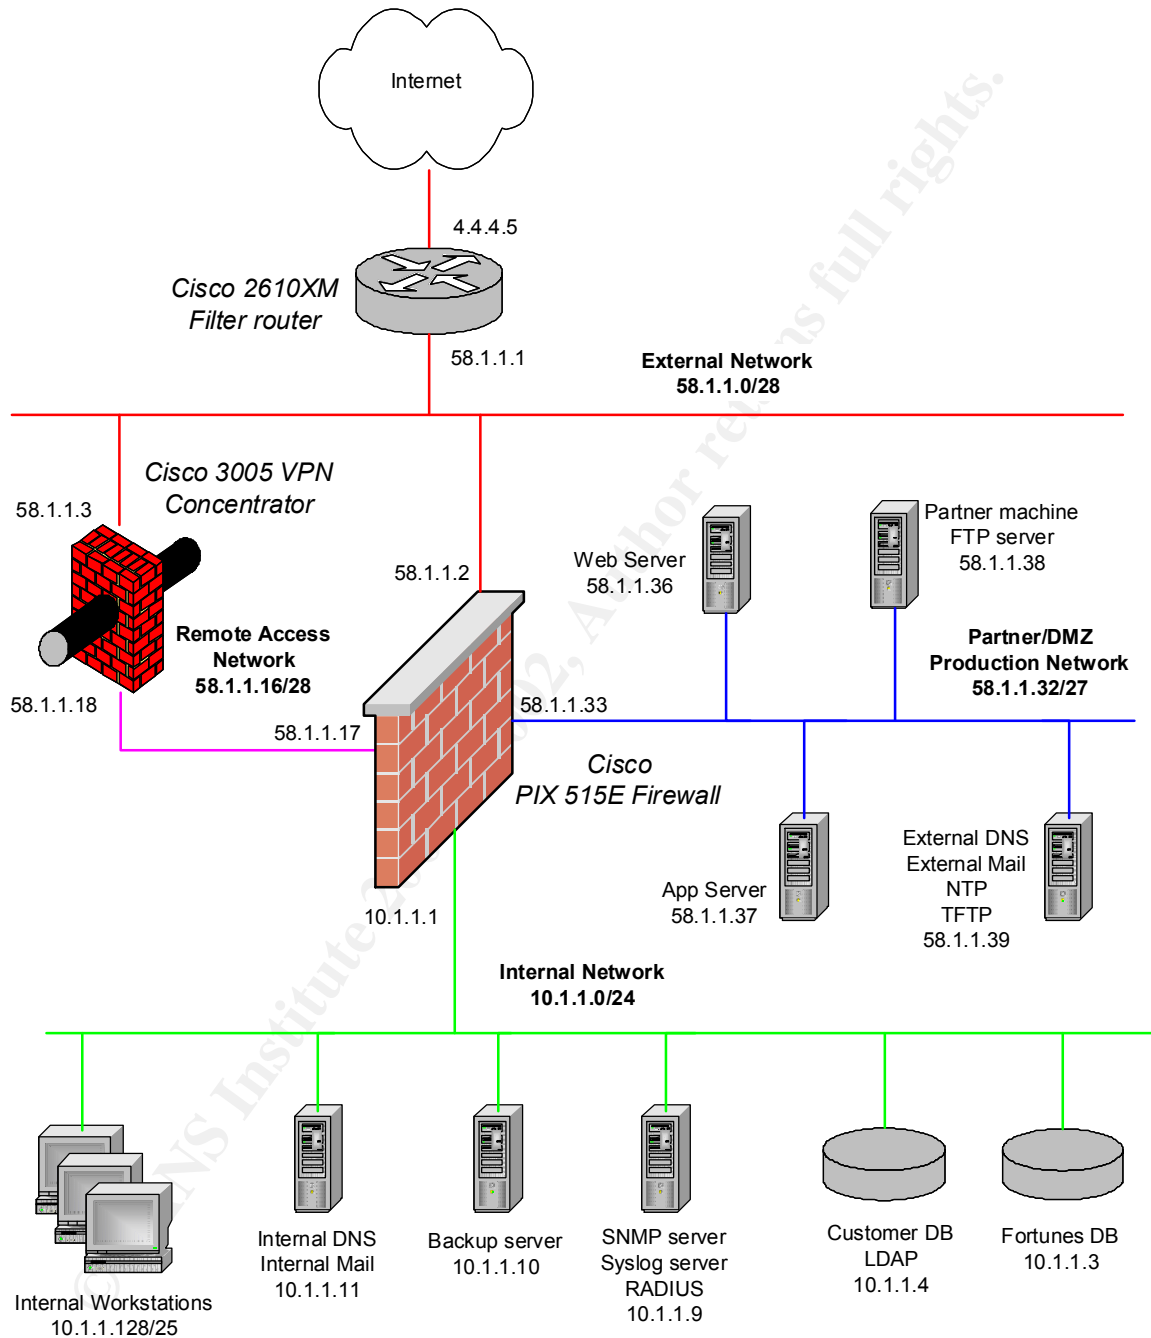 Internet
4.4.4.5
Cisco 2610XM
Filter router
58.1.1.1
External Network
58.1.1.0/28
Cisco 3005 VPN
Concentrator
58.1.1.3
58.1.1.2
Web Server
58.1.1.36
Partner machine
FTP server
58.1.1.38
Remote Access
Network
58.1.1.16/28
Partner/DMZ
Production Network
58.1.1.32/27
58.1.1.18
58.1.1.17
58.1.1.33
Cisco
PIX 515E Firewall
App Server
58.1.1.37
External DNS
External Mail
NTP
TFTP
58.1.1.39
10.1.1.1
Internal Network
10.1.1.0/24
Internal Workstations
10.1.1.128/25
Internal DNS
Internal Mail
10.1.1.11
Backup server
10.1.1.10
SNMP server
Syslog server
RADIUS
10.1.1.9
Customer DB
LDAP
10.1.1.4
Fortunes DB
10.1.1.3
Institute 2002, Author retains full rights.